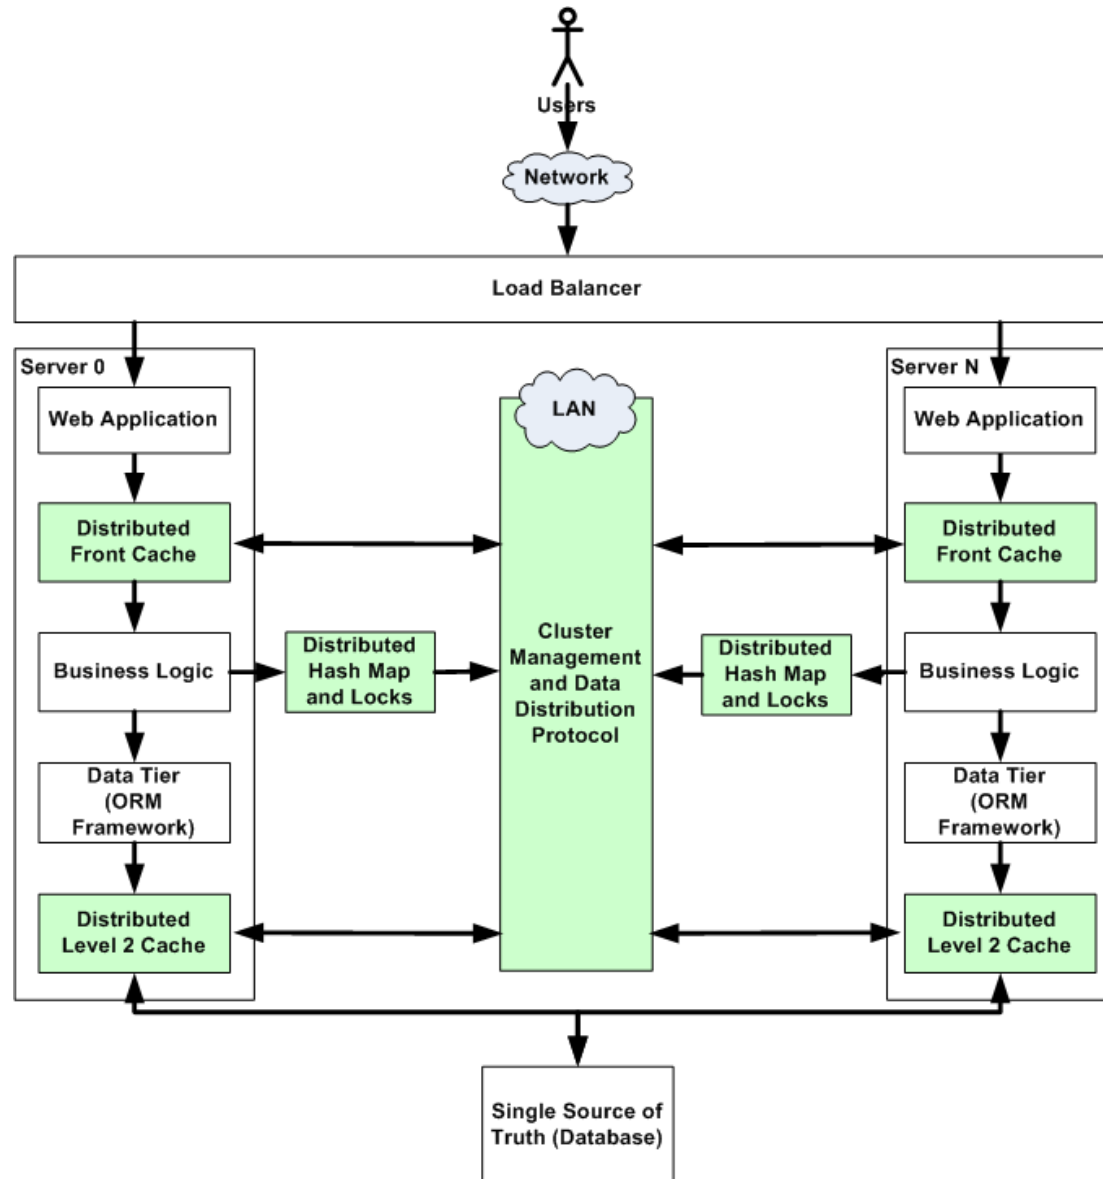 Users
Network
Load Balancer
Server 0
Web Application
Distributed
Front Cache
Business Logic
Distributed
Hash Map
and Locks
Data Tier
(ORM
Framework)
Distributed
Level 2 Cache
LAN
Cluster
Management
and Data
Distribution
Protocol
Server N
Web Application
Distributed
Front Cache
Distributed
Hash Map
and Locks
Business Logic
Data Tier
(ORM
Framework)
Distributed
Level 2 Cache
Single Source of
Truth (Database)